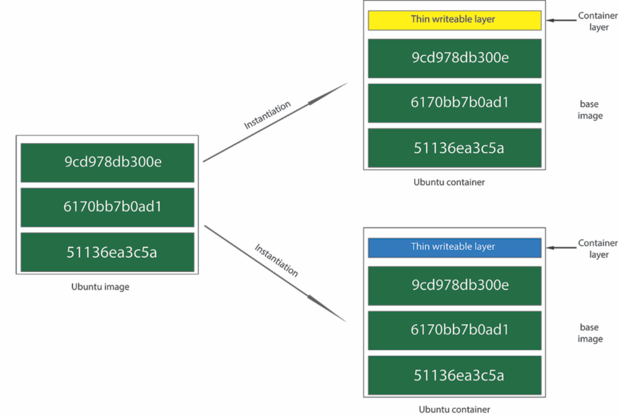 9cd978db300e
6170bb7b0ad1
51136ea3c5a
Ubuntu image
Instantiation
Instantiation
Thin writeable layer
9cd978db300e
6170bb7b0ad1
51136ea3c5a
Ubuntu container
Container
layer
base
image
Thin writeable layer
9cd978db300e
6170bb7b0ad1
51136ea3c5a
Ubuntu container
Container
layer
base
image